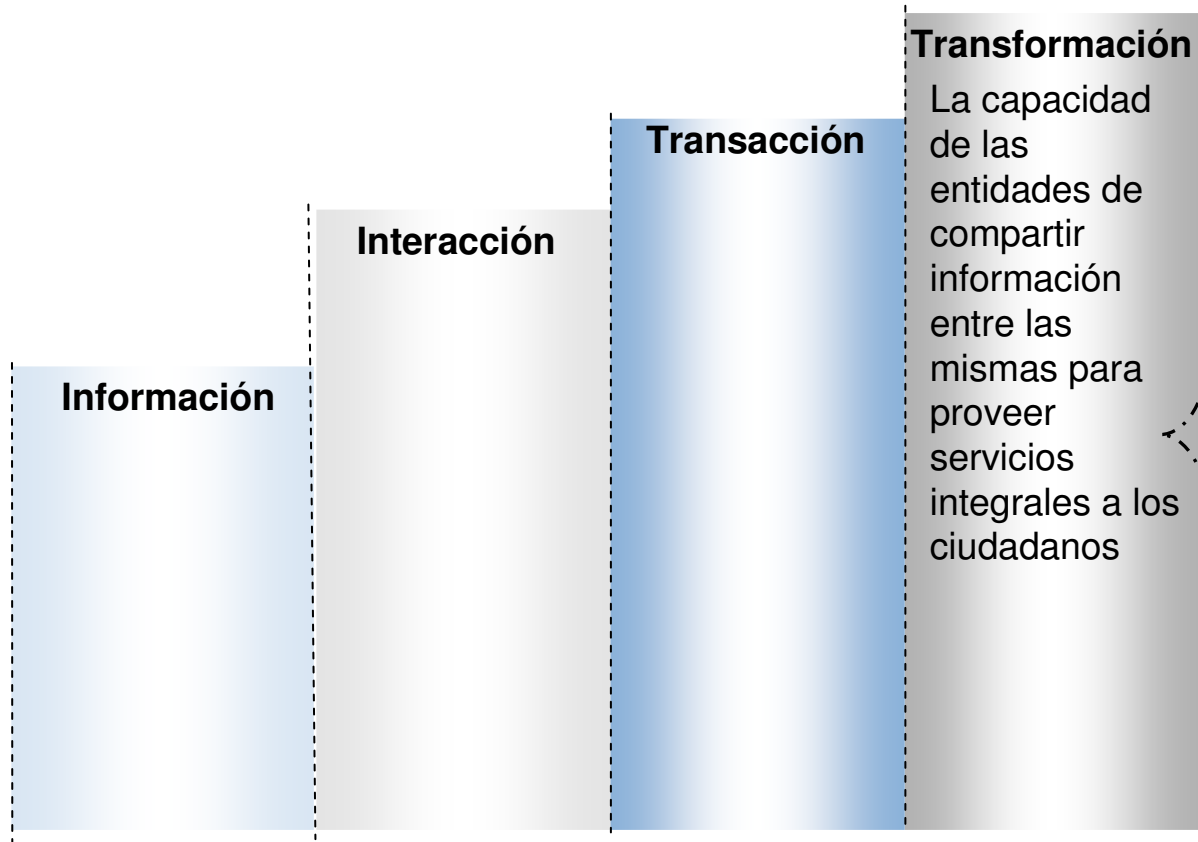 Información
Interacción
Transacción
Transformación
La capacidad
de las
entidades de
compartir
información
entre las
mismas para
proveer
servicios
integrales a los
ciudadanos